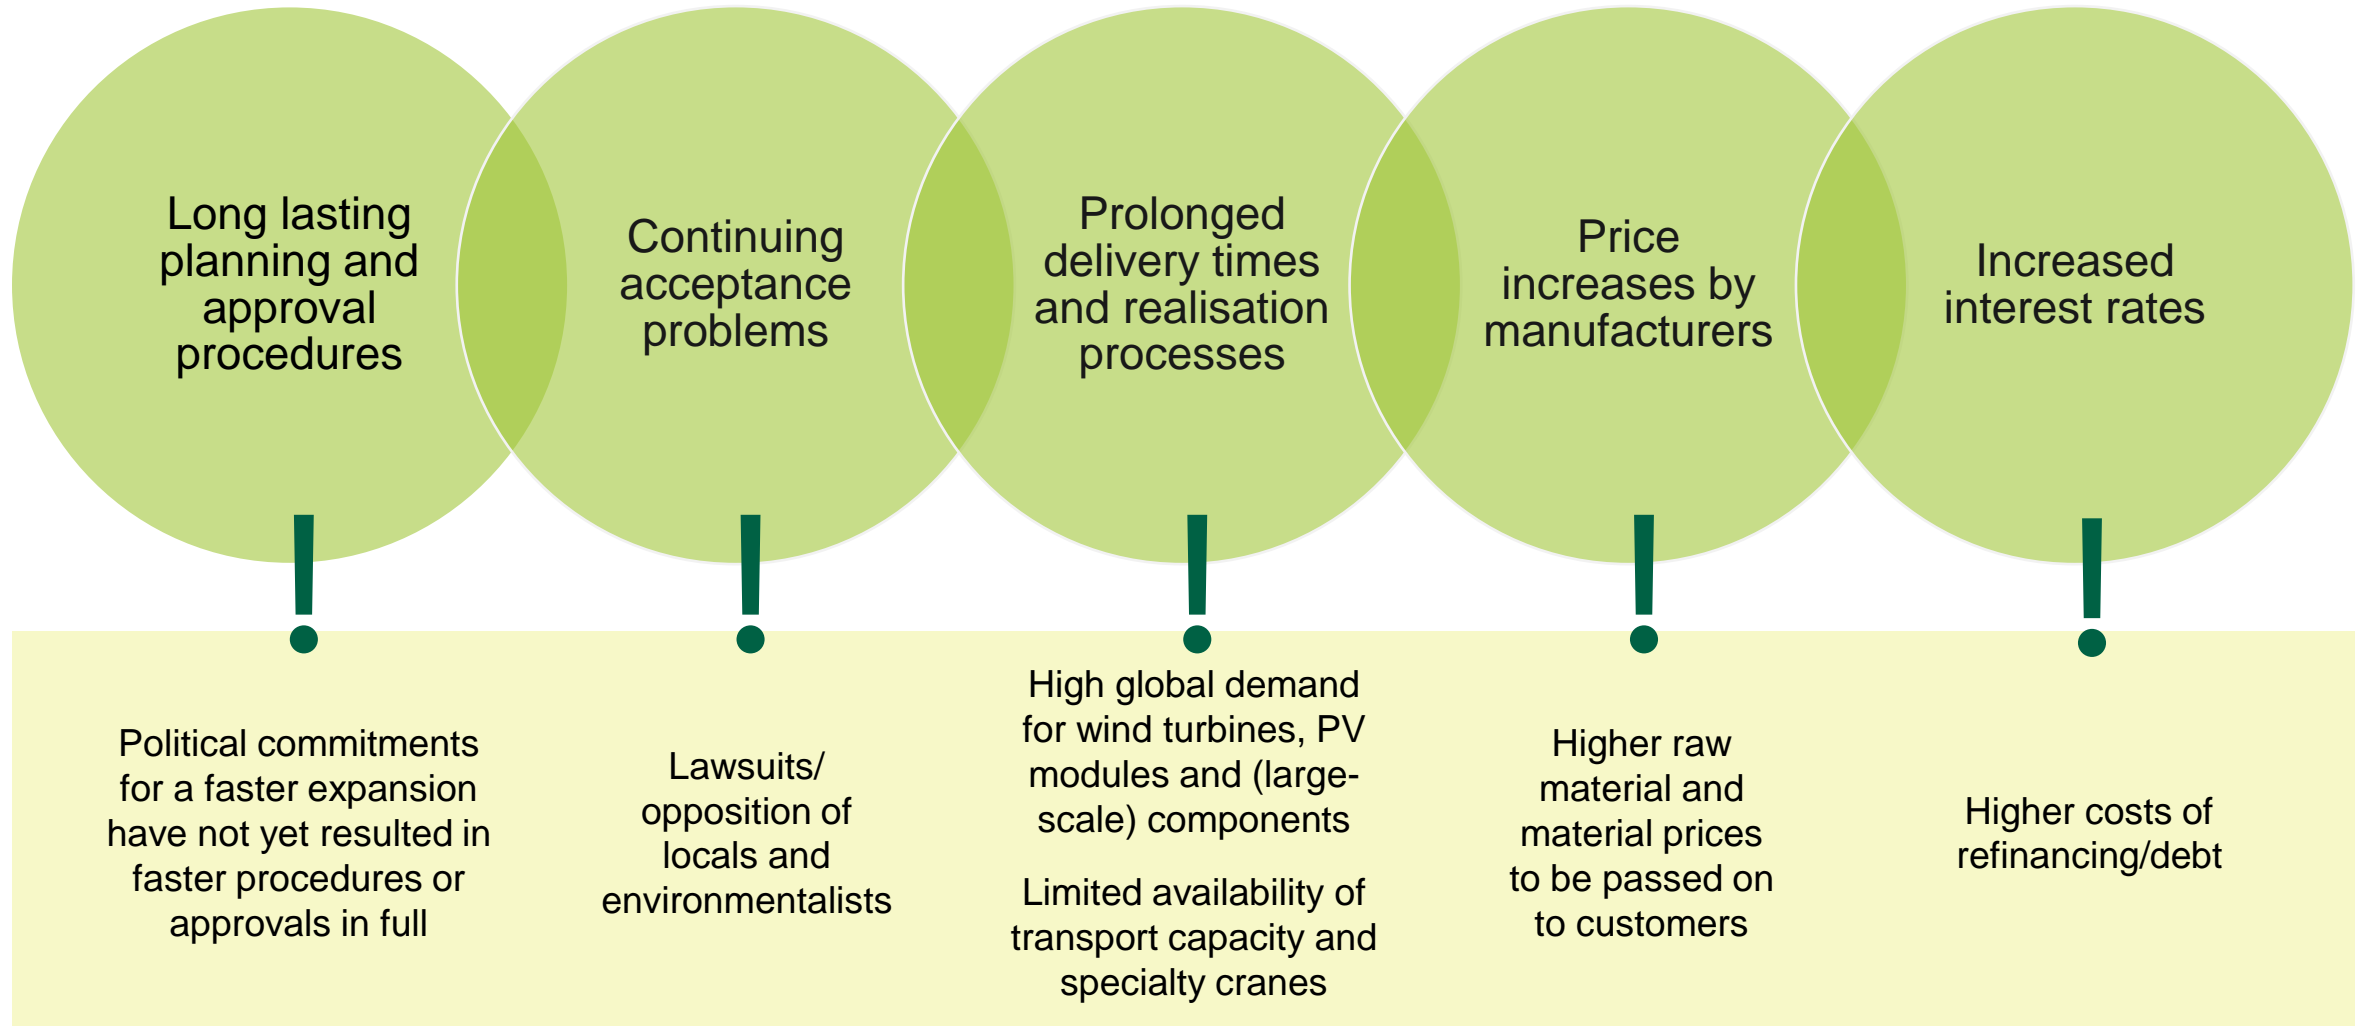 Long lasting
planning and
approval
procedures
Continuing
acceptance
problems
Prolonged
delivery times
and realisation
processes
Price
increases by
manufacturers
Increased
interest rates
Political commitments
for a faster expansion
have not yet resulted in
faster procedures or
approvals in full
Lawsuits/
opposition of
locals and
environmentalists
High global demand
for wind turbines, PV
modules and (large-
scale) components
Limited availability of
transport capacity and
specialty cranes
Higher raw
material and
material prices
to be passed on
to customers
Higher costs of
refinancing/debt